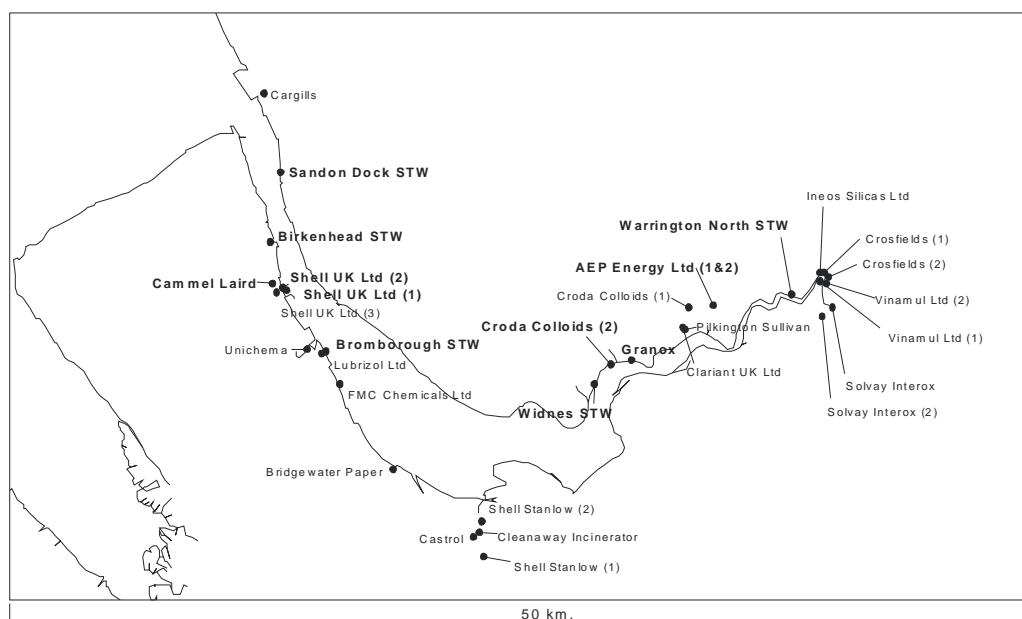 Cargills
Sandon Dock STW
Ineos Silicas Ltd
Warrington North STW
Birkenhead STW
Crosfields (1)
AEP Energy Ltd (1&2)
Crosfields (2)
Shell UK Ltd (2)
Cammel Laird
Shell UK Ltd (1)
Croda Colloids (1)
Vinamul Ltd (2)
Shell UK Ltd (3)
Croda Colloids (2)
Pilkington Sullivan
Vinamul Ltd (1)
Unichema
Bromborough STW
Granox
Lubrizol Ltd
Clariant UK Ltd
Solvay Interox
FMC Chemicals Ltd
Widnes STW
Solvay Interox (2)
Bridgewater Paper
Shell Stanlow (2)
Castrol
Cleanaway Incinerator
Shell Stanlow (1)
50 km.